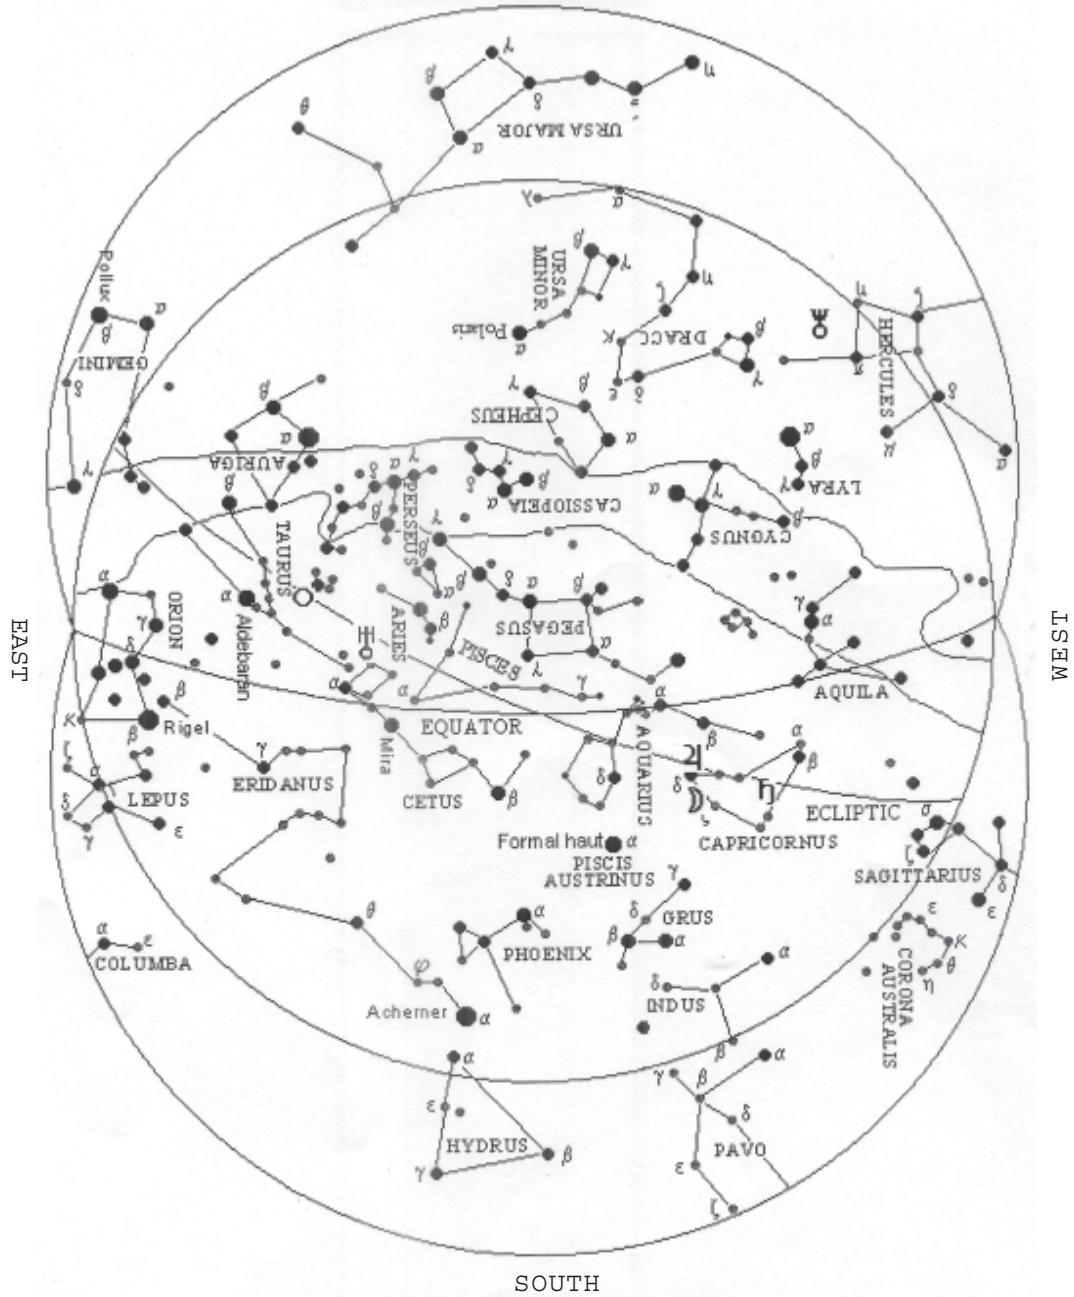 θ
β γ
α δ ε η
URSA MAJOR
λ α
URSA
MINOR
β γ
Polaris
α
η
ζ
κ
DRACO
β
γ
ε δ
Pollux
α
β
GEMINI
δ
γ
η ζ
HERCULES
π
δ
μ
α
γ β
CEPHEUS
α
β
α
AURIGA
β
δ γ
α β
CASSIOPEIA
δ α γ
PERSEUS
β
α
β
γ
LYRA
α
γ
β
CYGNUS
TAURUS
α
Aldebaran
γ
β
β
δ α β
PEGASUS
γ α
ARIES
β
PISCES
α γ
γ
α
AQUILA
EAST
WEST
α
ORION
γ
δ
β
κ
β
Rigel
α
Mira
EQUATOR
CETUS
β
γ
ERIDANUS
ζ
α
LEPUS
δ
γ
ε
α
β
AQUARIUS
δ
α
β
δ
ζ
ECLIPTIC
CAPRICORNUS
Formal haut
α
PISCIS
AUSTRINUS
σ
ζ
SAGITTARIUS
δ
ε
γ
δ
GRUS
β α
α
PHOENIX
θ
φ
Acherner
α
α ε
COLUMBA
ε
κ
θ
η
CORONA
AUSTRALIS
α
δ
INDUS
β
α
ε
HYDRUS
γ
β
γ
β
α
δ
PAVO
ε
ζ
SOUTH